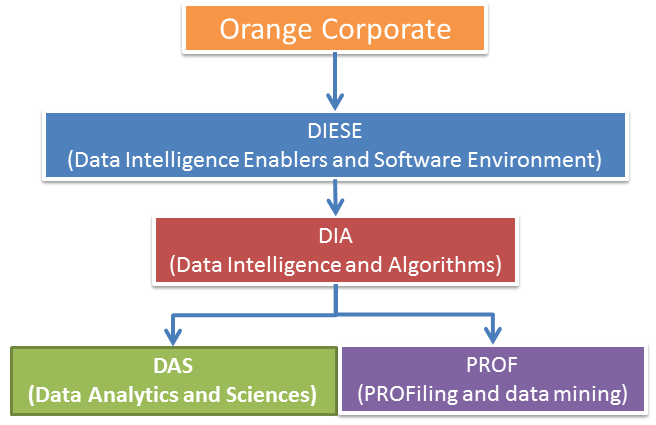 Orange Corporate
DIESE
(Data Intelligence Enablers and Software Environment)
DIA
(Data Intelligence and Algorithms)
DAS
(Data Analytics and Sciences)
PROF
(PROFiling and data mining)